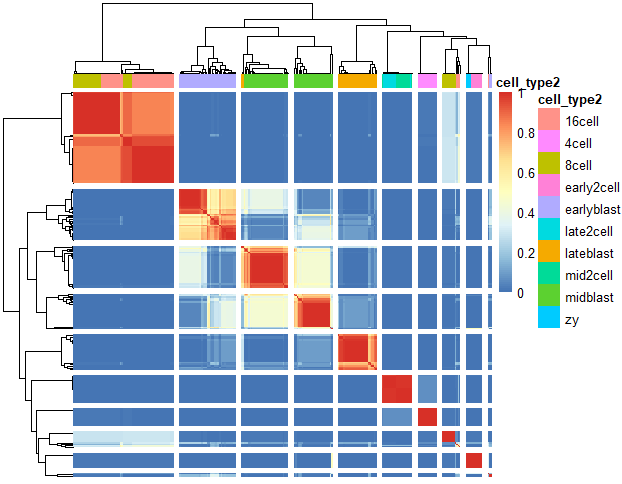 cell_type2
1
0.8
0.6
0.4
0.2
0
cell_type2
16cell
4cell
8cell
early2cell
earlyblast
late2cell
lateblast
mid2cell
midblast
zy